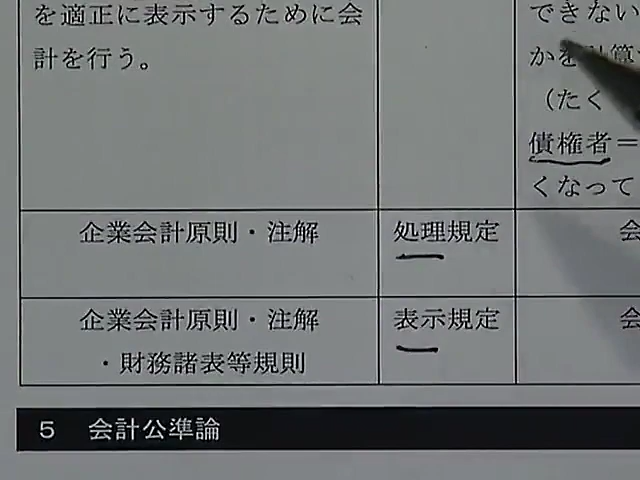 を適正に表示するために会
計を行う。
できない
かを
(たく
債権者=
くなって
企業会計原則・注解
処理規定
会
企業会計原則・注解
・財務諸表等規則
表示規定
会
5 会計公準論